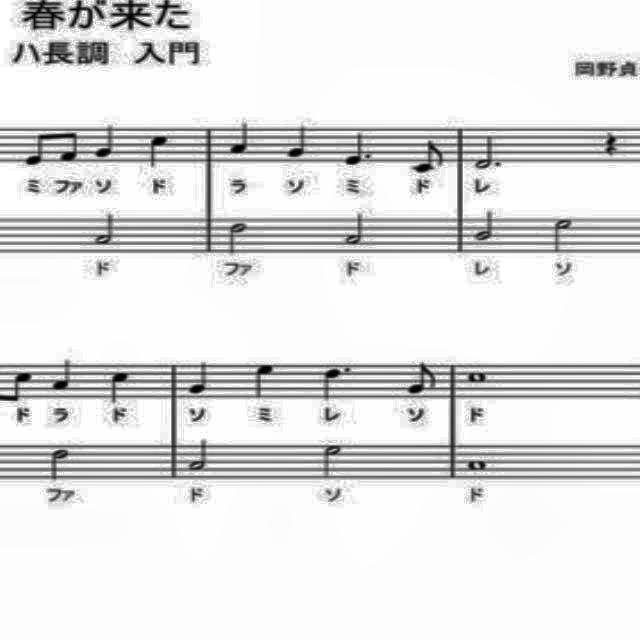 春が来た
ハ長調 入門
岡野貞
ミ ファ ソ ド ラ ソ ミ ド レ
ド ファ ド レ ソ
ド ラ ド ソ ミ レ ソ ド
ファ ド ソ ド